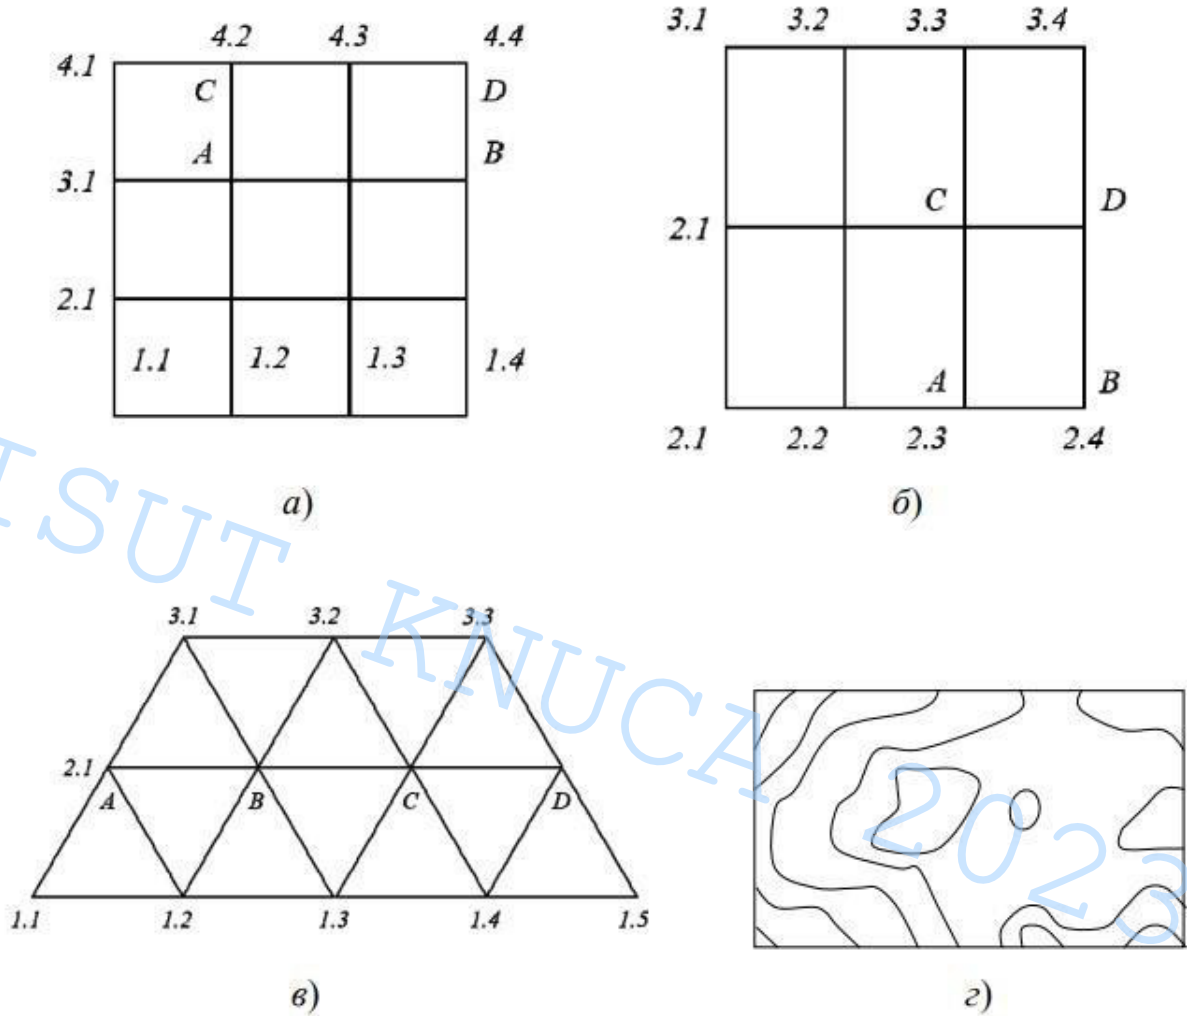 4.2 4.3 4.4
4.1 C D
A B
3.1
2.1
1.1 1.2 1.3 1.4
а)
3.1 3.2 3.3 3.4
C D
2.1
A B
2.1 2.2 2.3 2.4
б)
3.1 3.2 3.3
2.1
A B C D
1.1 1.2 1.3 1.4 1.5
в)
г)
ISUT KNUCA 2023